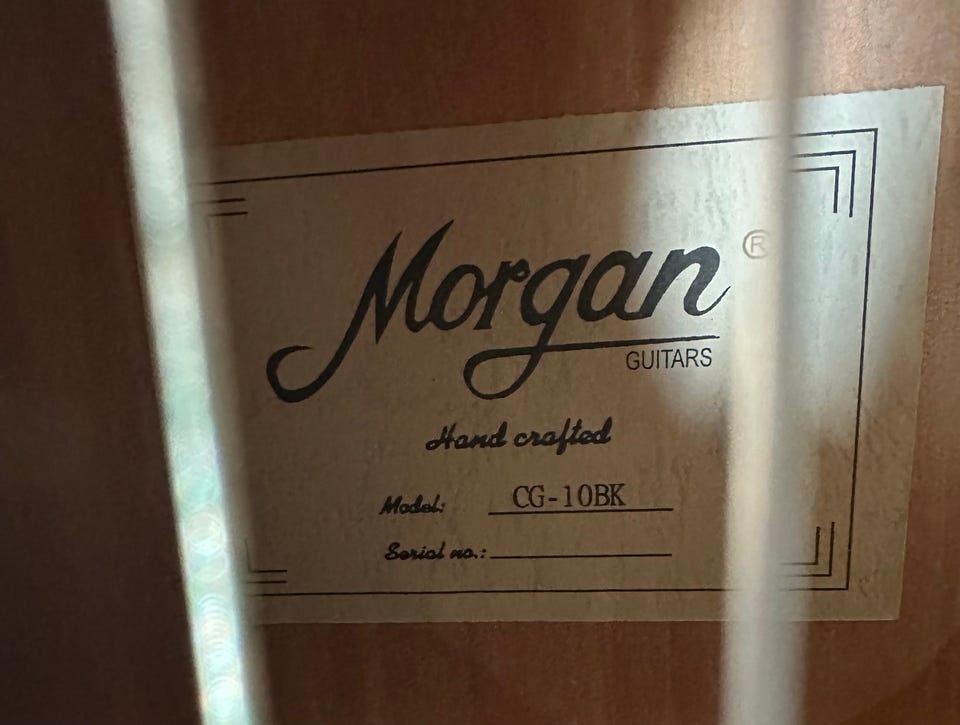 Morgan ®
GUITARS
Hand crafted
Model: CG-10BK
Serial no.: